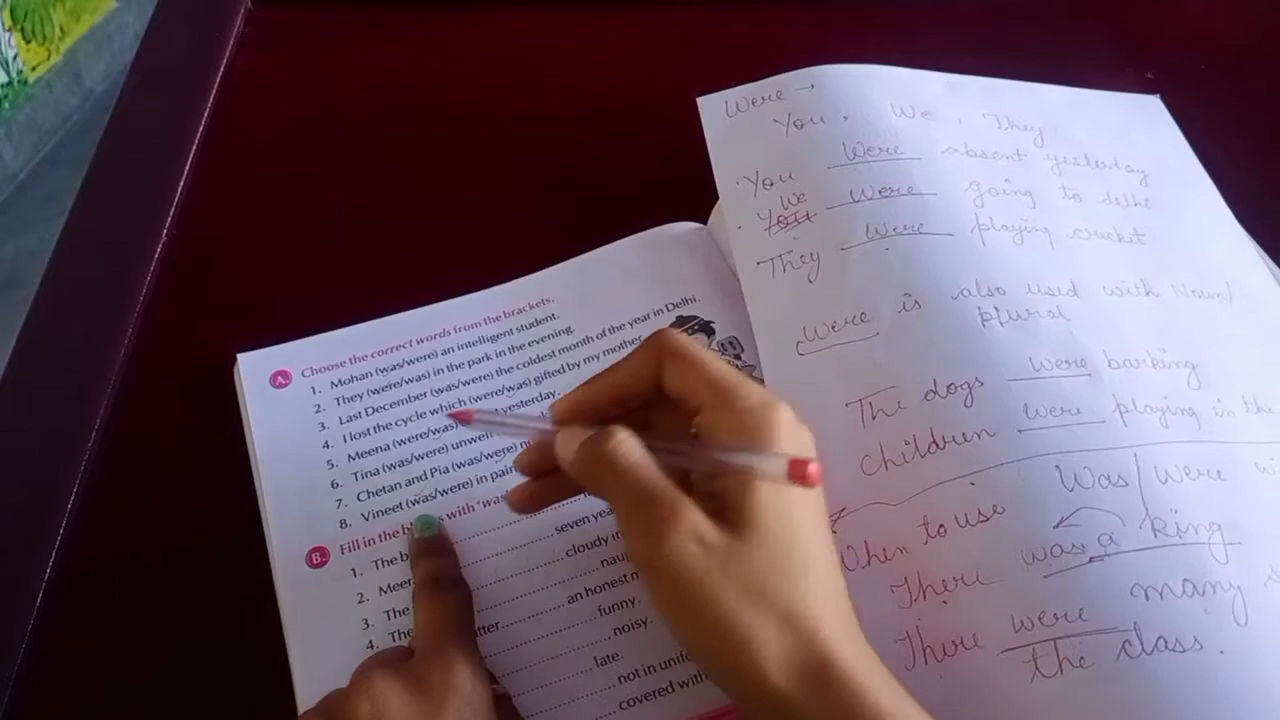 A. Choose the correct words from the brackets.
1. Mohan (was/were) an intelligent student.
2. They (were/was) in the park in the evening.
3. Last December (was/were) the coldest month of the year in Delhi.
4. I lost the cycle which (were/was) gifted by my mother
5. Meena (were/was) yesterday.
6. Tina (was/were) unwell
7. Chetan and Pia (was/were)
8. Vineet (was/were) in pain
B. Fill in the with 'was
1. The
2. seven
3. The cloudy
4. The
an honest
funny.
noisy.
late.
not in
covered with
Were →
You, We, They
You Were absent yesterday
We Were going to delhi
They Were playing cricket
Were is also used with Noun/
plural
The dogs were barking
children were playing in the
Was/Were
When to use
There was a king
There were many
the class.